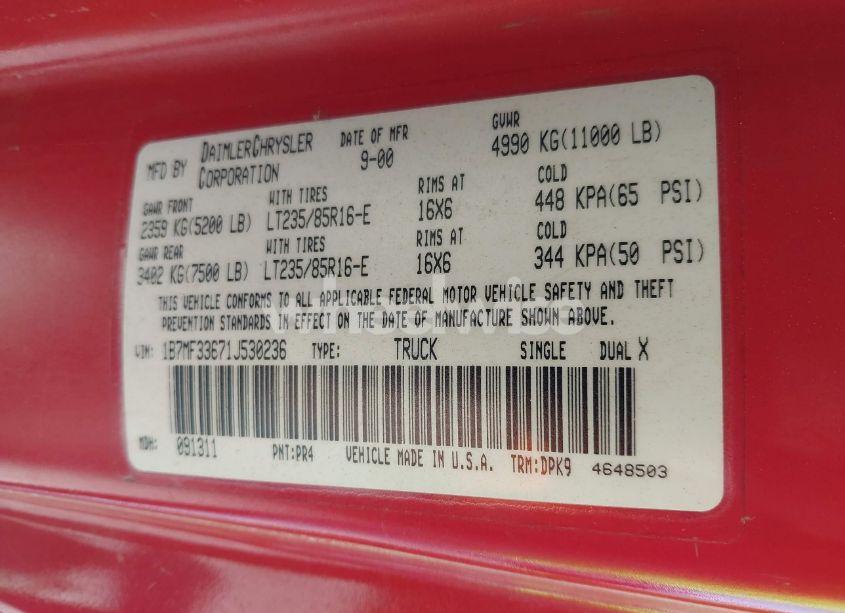 MFD BY DAIMLERCHRYSLER CORPORATION DATE OF MFR 9-00 GVWR 4990 KG(11000 LB)
GAWR FRONT WITH TIRES RIMS AT COLD
2359 KG(5200 LB) LT235/85R16-E 16X6 448 KPA(65 PSI)
GAWR REAR WITH TIRES RIMS AT COLD
3402 KG(7500 LB) LT235/85R16-E 16X6 344 KPA(50 PSI)
THIS VEHICLE CONFORMS TO ALL APPLICABLE FEDERAL MOTOR VEHICLE SAFETY AND THEFT
PREVENTION STANDARDS IN EFFECT ON THE DATE OF MANUFACTURE SHOWN ABOVE.
VIN: 1B7MF33671J530236 TYPE: TRUCK SINGLE DUAL X
MDH: 091311 PNT:PR4 VEHICLE MADE IN U.S.A. TRM:DPK9 4648503